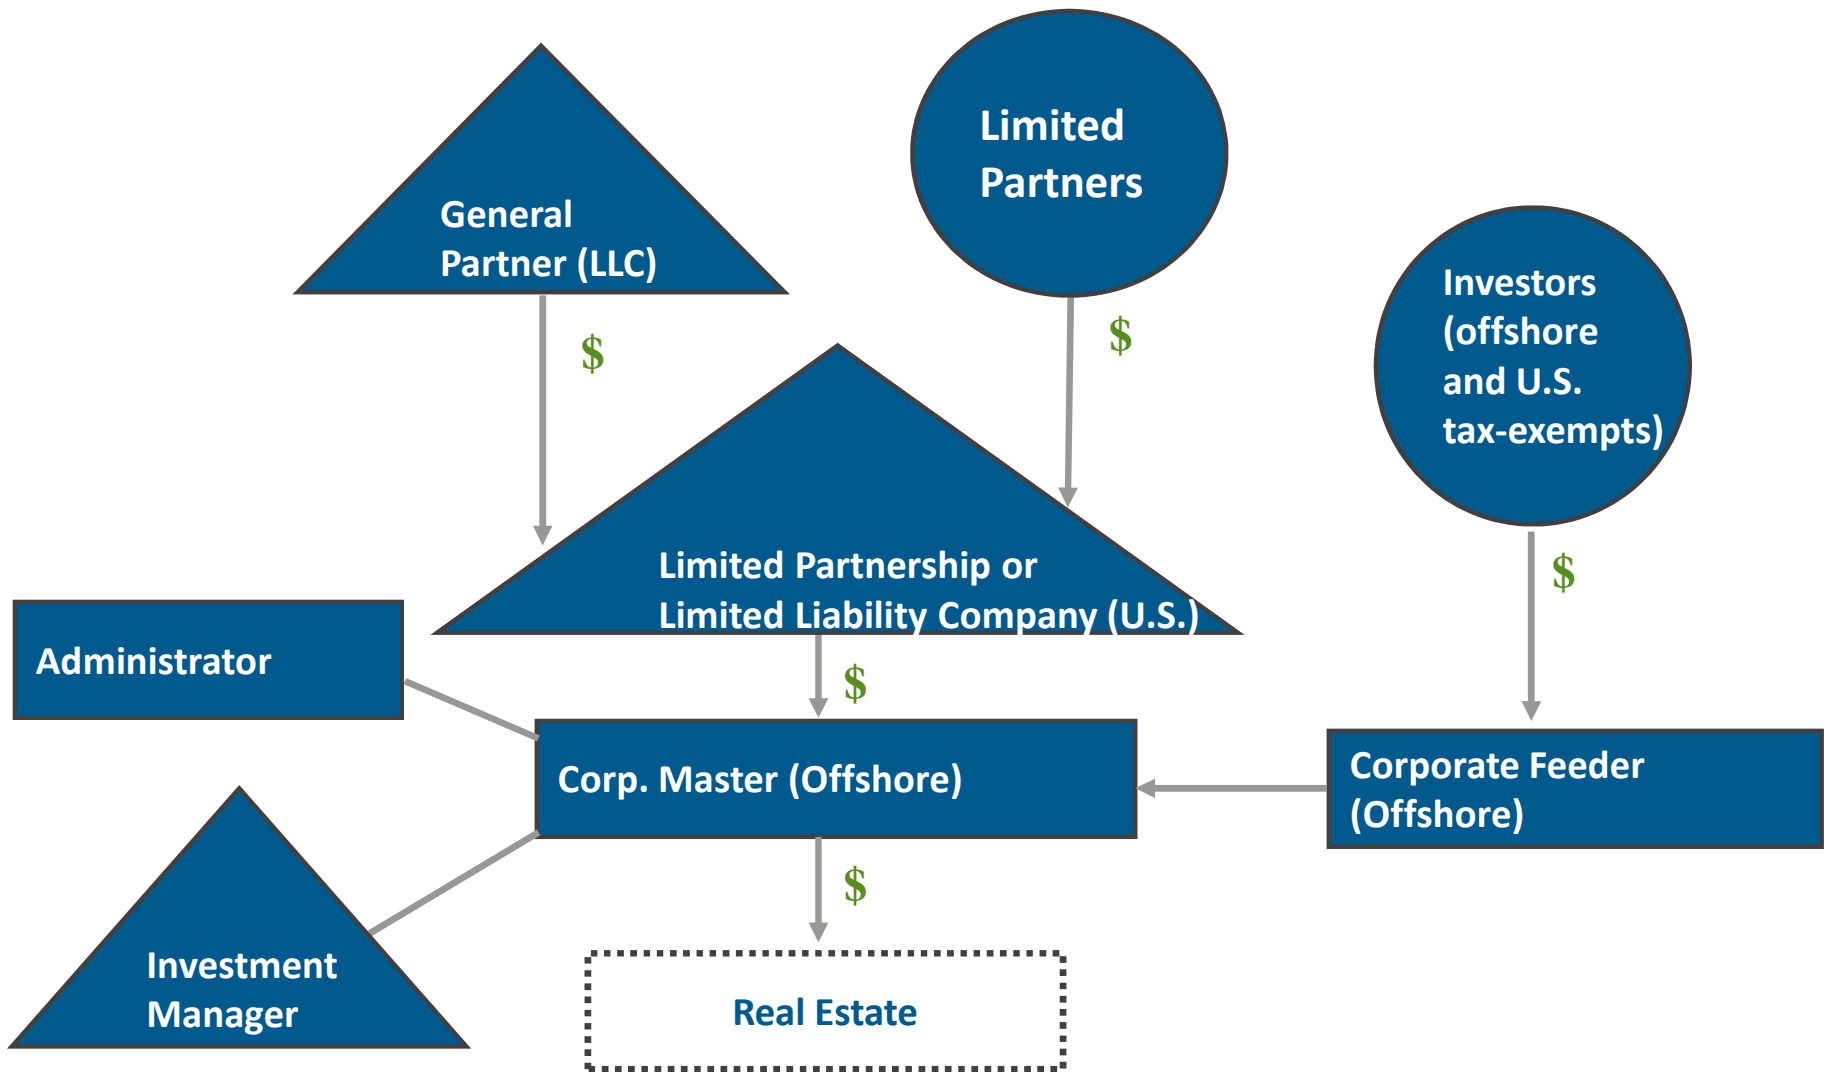 Limited
Partners
General
Partner (LLC)
Investors
(offshore
and U.S.
tax-exempts)
$
$
Limited Partnership or
Limited Liability Company (U.S.)
$
Administrator
$
Corp. Master (Offshore)
Corporate Feeder
(Offshore)
$
Investment
Manager
Real Estate